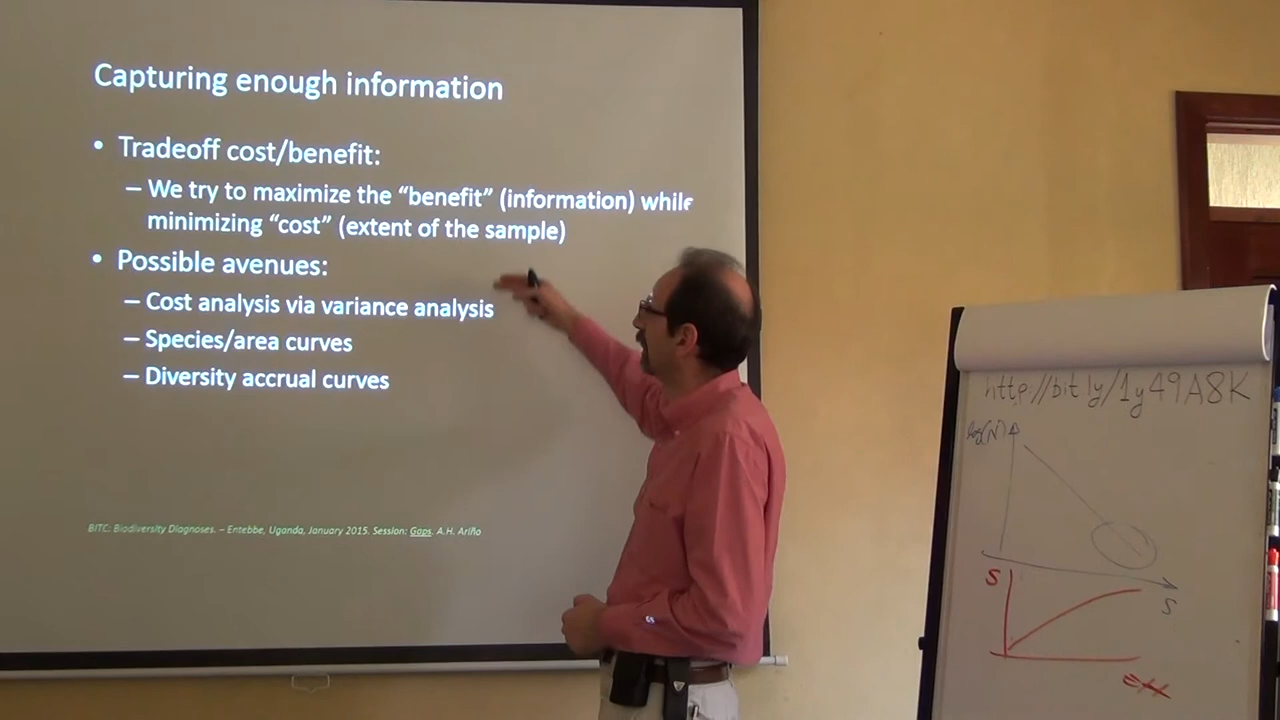 Capturing enough information
• Tradeoff cost/benefit:
– We try to maximize the “benefit” (information) while
minimizing “cost” (extent of the sample)
• Possible avenues:
– Cost analysis via variance analysis
– Species/area curves
– Diversity accrual curves
BITC: Biodiversity Diagnoses. – Entebbe, Uganda, January 2015. Session: Gaps. A.H. Ariño
http://bit.ly/1y49A8K
log(N)
S
S